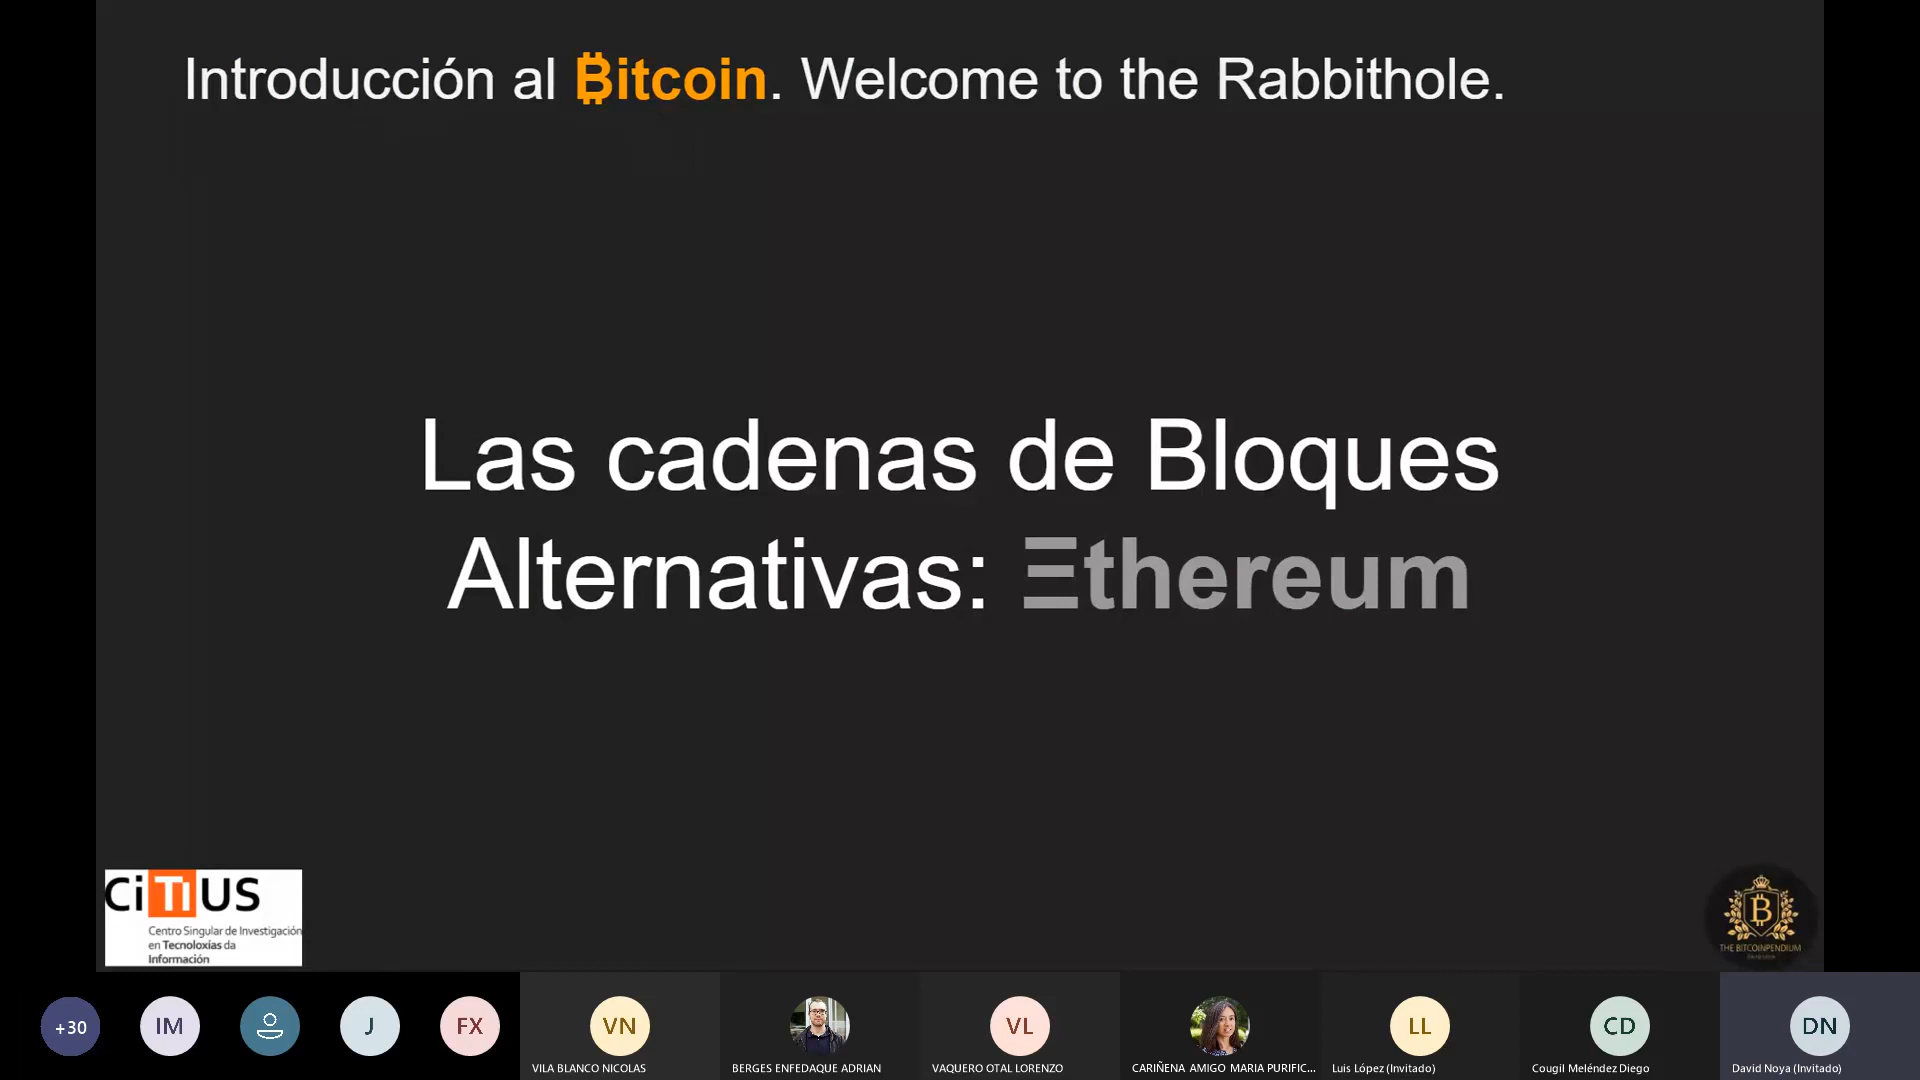 Introducción al ₿itcoin. Welcome to the Rabbithole.
Las cadenas de Bloques
Alternativas: Ξthereum
CiTIUS
Centro Singular de Investigación
en Tecnoloxías da
Información
B
THE BITCOINPENDIUM
+30
IM
J
FX
VN
VL
LL
CD
DN
VILA BLANCO NICOLAS
BERGES ENFEDAQUE ADRIAN
VAQUERO OTAL LORENZO
CARIÑENA AMIGO MARIA PURIFIC...
Luis López (Invitado)
Cougil Meléndez Diego
David Noya (Invitado)